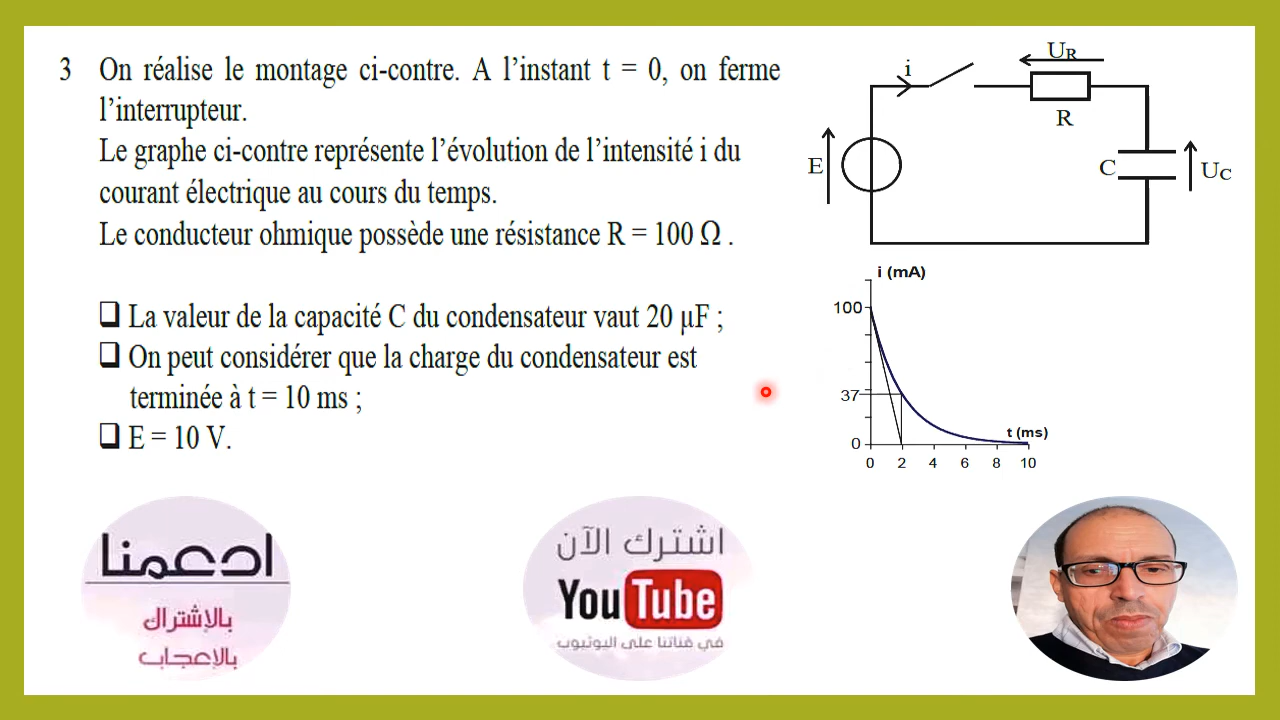 3 On réalise le montage ci-contre. A l’instant t = 0, on ferme
l’interrupteur.
Le graphe ci-contre représente l’évolution de l’intensité i du
courant électrique au cours du temps.
Le conducteur ohmique possède une résistance R = 100 Ω .
❑ La valeur de la capacité C du condensateur vaut 20 µF ;
❑ On peut considérer que la charge du condensateur est
terminée à t = 10 ms ;
❑ E = 10 V.
UR
i
R
E
C
UC
i (mA)
100
37
0
t (ms)
0 2 4 6 8 10
ادعمنا
بالإشتراك
بالإعجاب
اشترك الآن
YouTube
في قناتنا على اليوتيوب